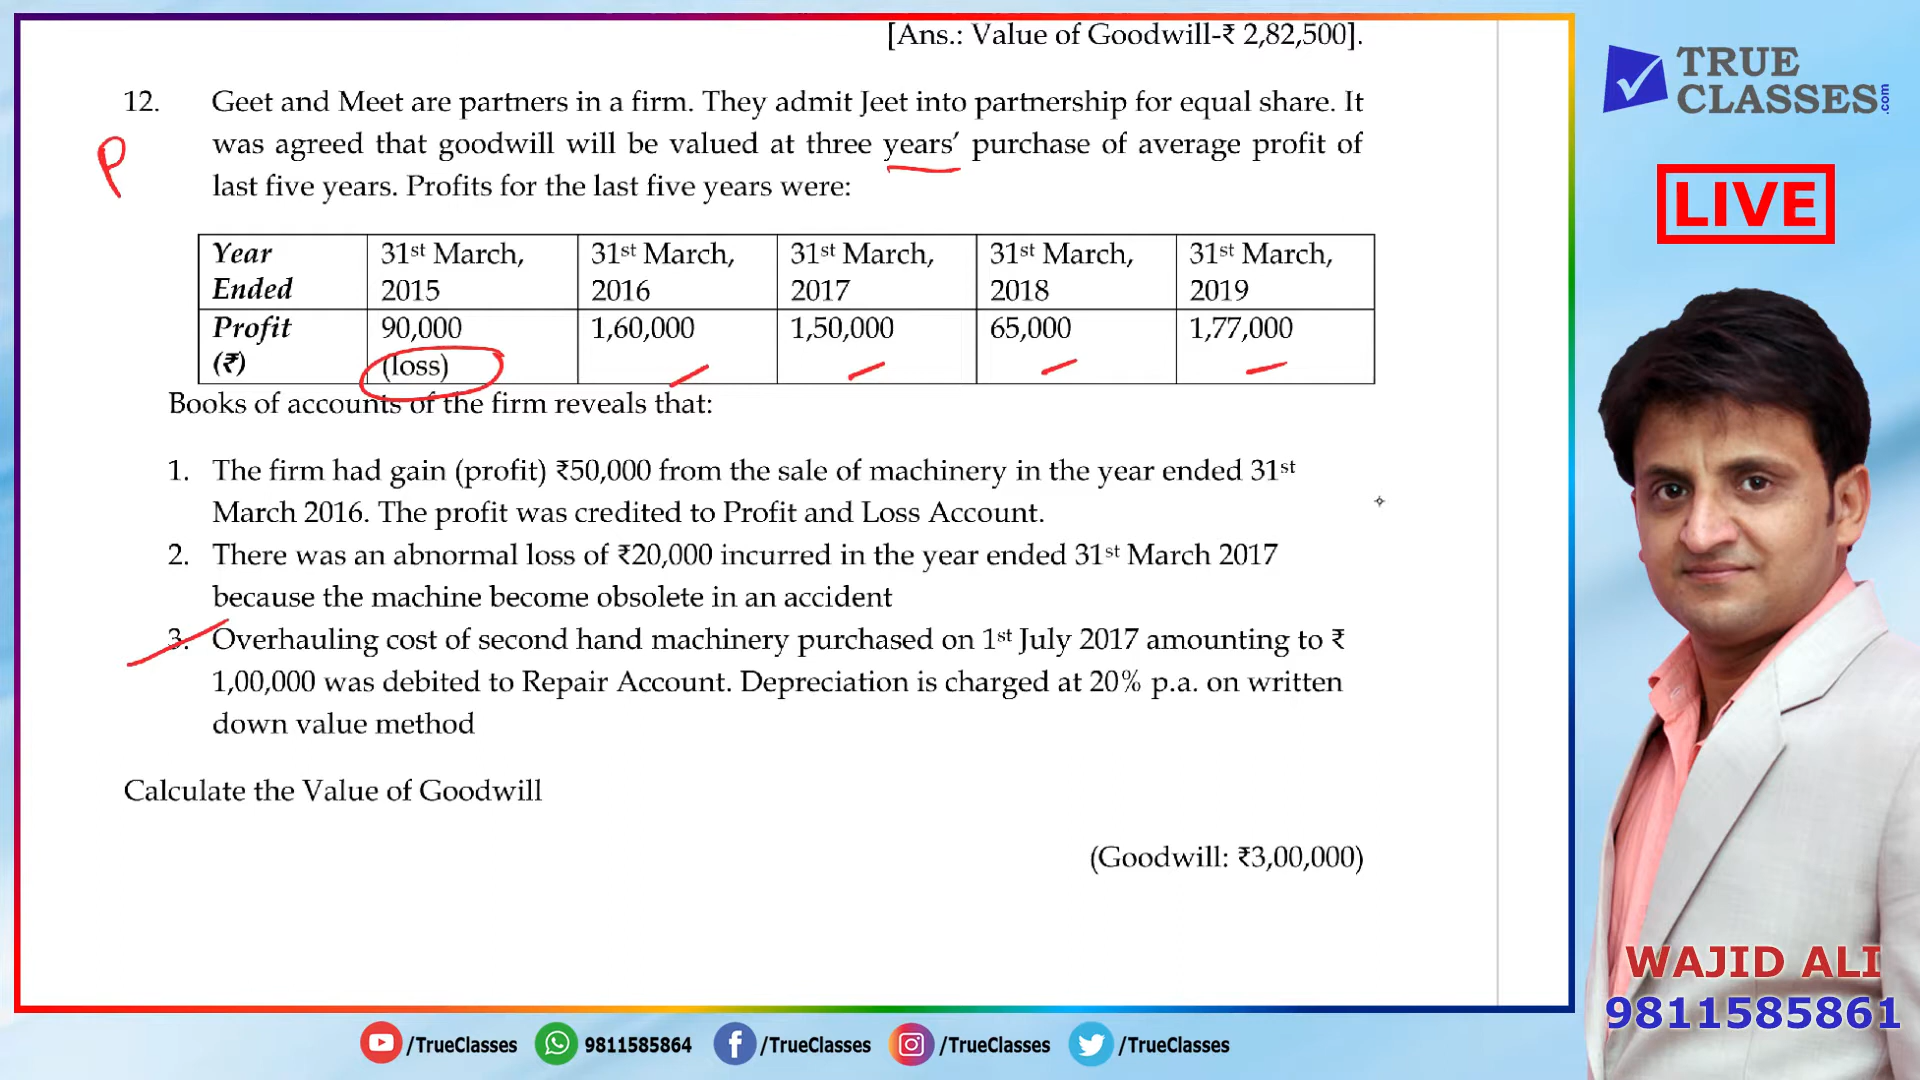 [Ans.: Value of Goodwill-₹ 2,82,500].
12. Geet and Meet are partners in a firm. They admit Jeet into partnership for equal share. It
was agreed that goodwill will be valued at three years’ purchase of average profit of
last five years. Profits for the last five years were:
P
Year Ended 31st March, 2015 31st March, 2016 31st March, 2017 31st March, 2018 31st March, 2019
Profit (₹) 90,000 (loss) 1,60,000 1,50,000 65,000 1,77,000
Books of accounts of the firm reveals that:
1. The firm had gain (profit) ₹50,000 from the sale of machinery in the year ended 31st
March 2016. The profit was credited to Profit and Loss Account.
2. There was an abnormal loss of ₹20,000 incurred in the year ended 31st March 2017
because the machine become obsolete in an accident
3. Overhauling cost of second hand machinery purchased on 1st July 2017 amounting to ₹
1,00,000 was debited to Repair Account. Depreciation is charged at 20% p.a. on written
down value method
Calculate the Value of Goodwill
(Goodwill: ₹3,00,000)
TRUE
CLASSES.com
LIVE
WAJID ALI
9811585861
/TrueClasses 9811585864 /TrueClasses /TrueClasses /TrueClasses